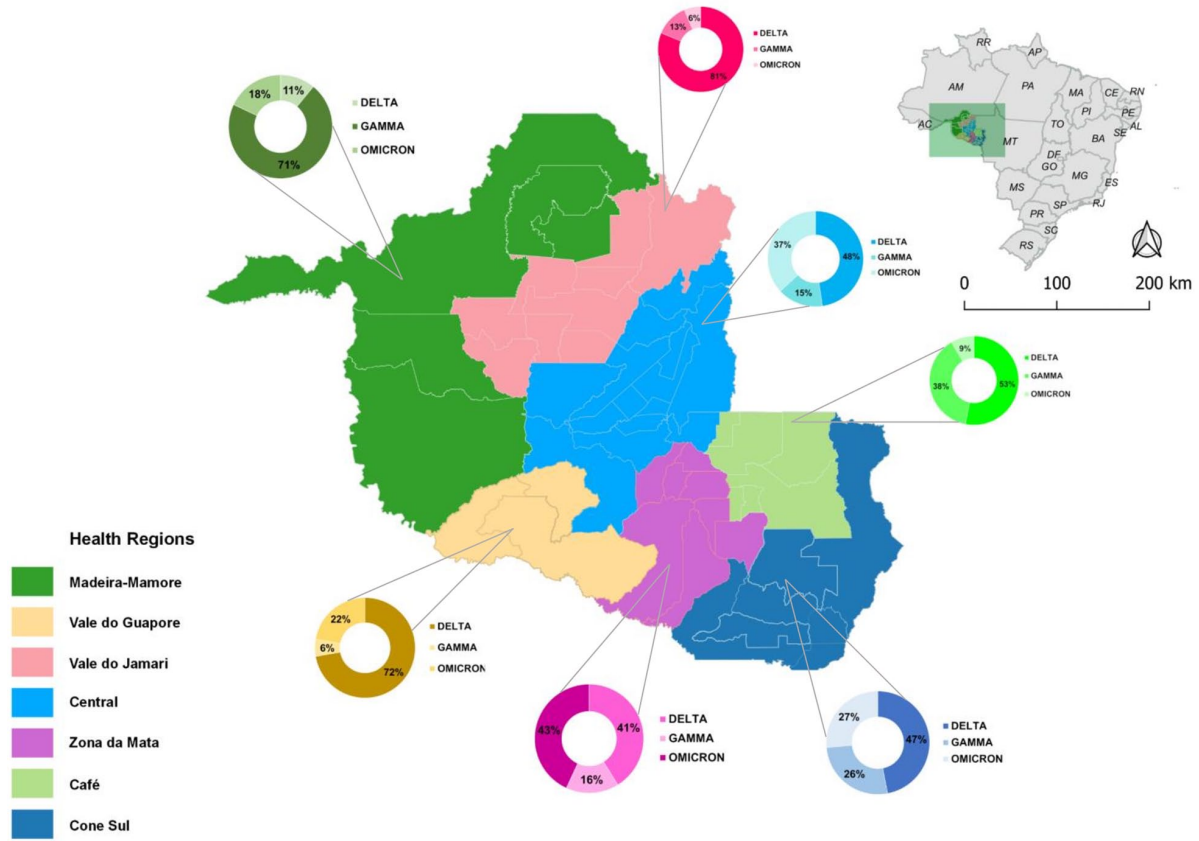 6%
13%
81%
DELTA
GAMMA
OMICRON
18%
11%
71%
DELTA
GAMMA
OMICRON
RR
AP
AM
PA
MA
CE
RN
PI
PE
AC
TO
AL
SE
MT
BA
DF
GO
MG
MS
ES
SP
RJ
PR
SC
RS
0 100 200 km
37%
48%
15%
DELTA
GAMMA
OMICRON
9%
38%
53%
DELTA
GAMMA
OMICRON
Health Regions
Madeira-Mamore
Vale do Guapore
Vale do Jamari
Central
Zona da Mata
Café
Cone Sul
22%
6%
72%
DELTA
GAMMA
OMICRON
43%
41%
16%
DELTA
GAMMA
OMICRON
27%
47%
26%
DELTA
GAMMA
OMICRON